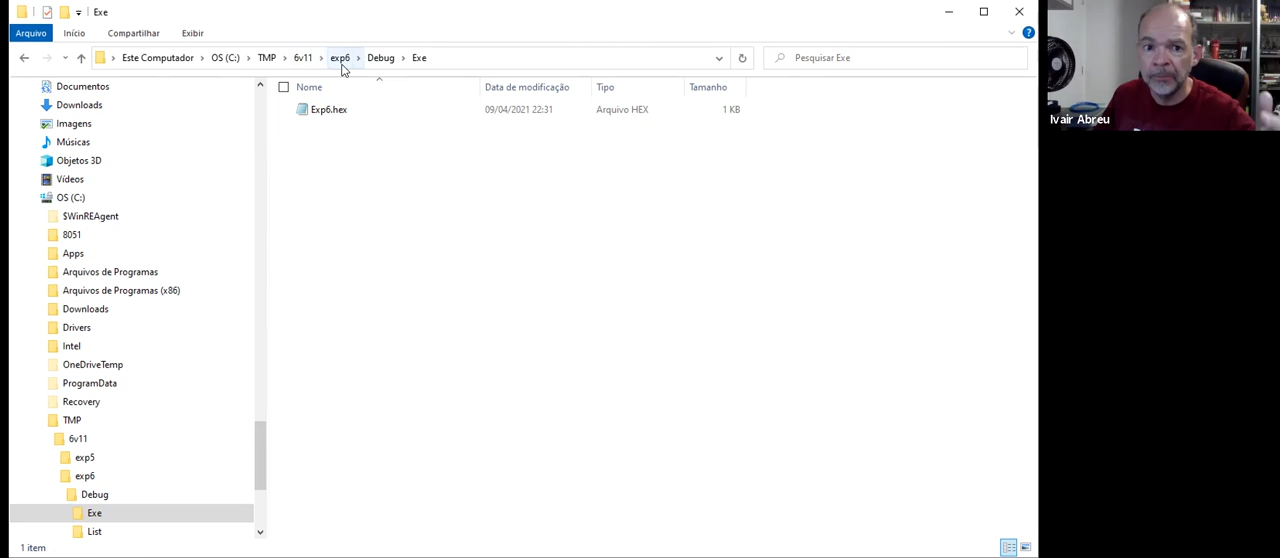 Exe
Arquivo Início Compartilhar Exibir
Este Computador OS (C:) TMP 6v11 exp6 Debug Exe
Pesquisar Exe
Nome Data de modificação Tipo Tamanho
Exp6.hex 09/04/2021 22:31 Arquivo HEX 1 KB
Documentos
Downloads
Imagens
Músicas
Objetos 3D
Vídeos
OS (C:)
$WinREAgent
8051
Apps
Arquivos de Programas
Arquivos de Programas (x86)
Downloads
Drivers
Intel
OneDriveTemp
ProgramData
Recovery
TMP
6v11
exp5
exp6
Debug
Exe
List
1 item
Ivair Abreu